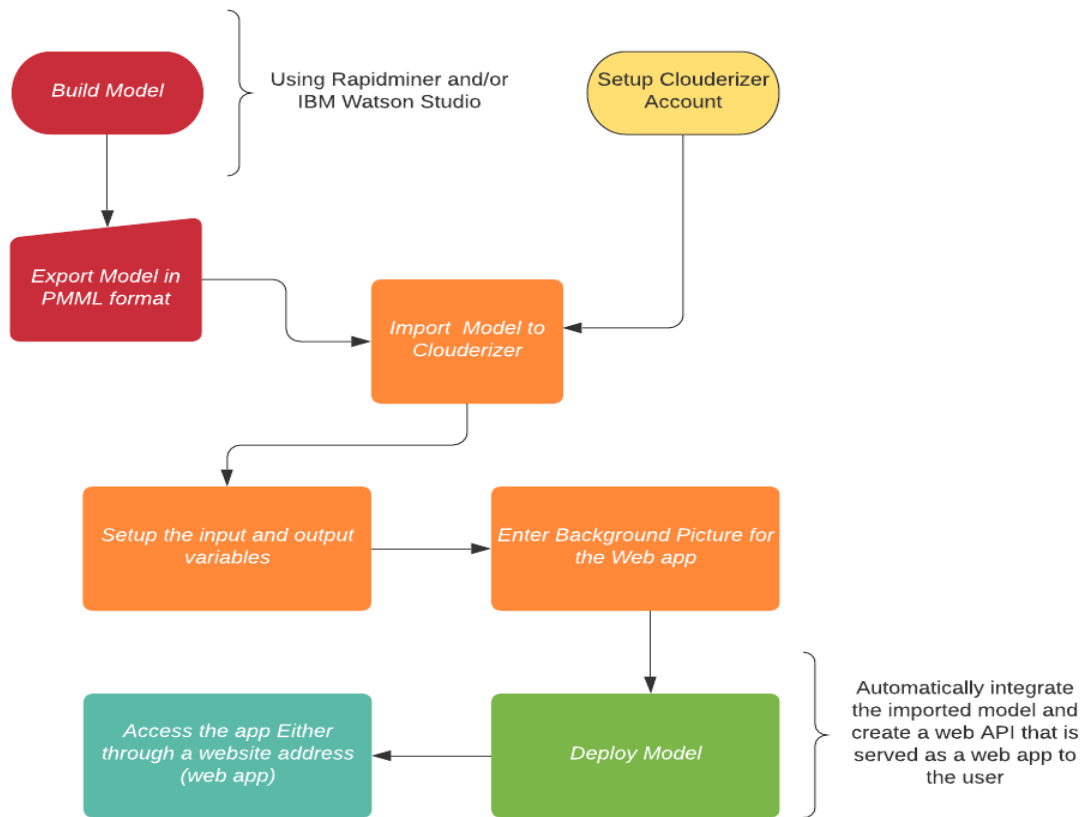 Build Model
Using Rapidminer and/or
IBM Watson Studio
Setup Clouderizer
Account
Export Model in
PMML format
Import Model to
Clouderizer
Setup the input and output
variables
Enter Background Picture for
the Web app
Access the app Either
through a website address
(web app)
Deploy Model
Automatically integrate
the imported model and
create a web API that is
served as a web app to
the user